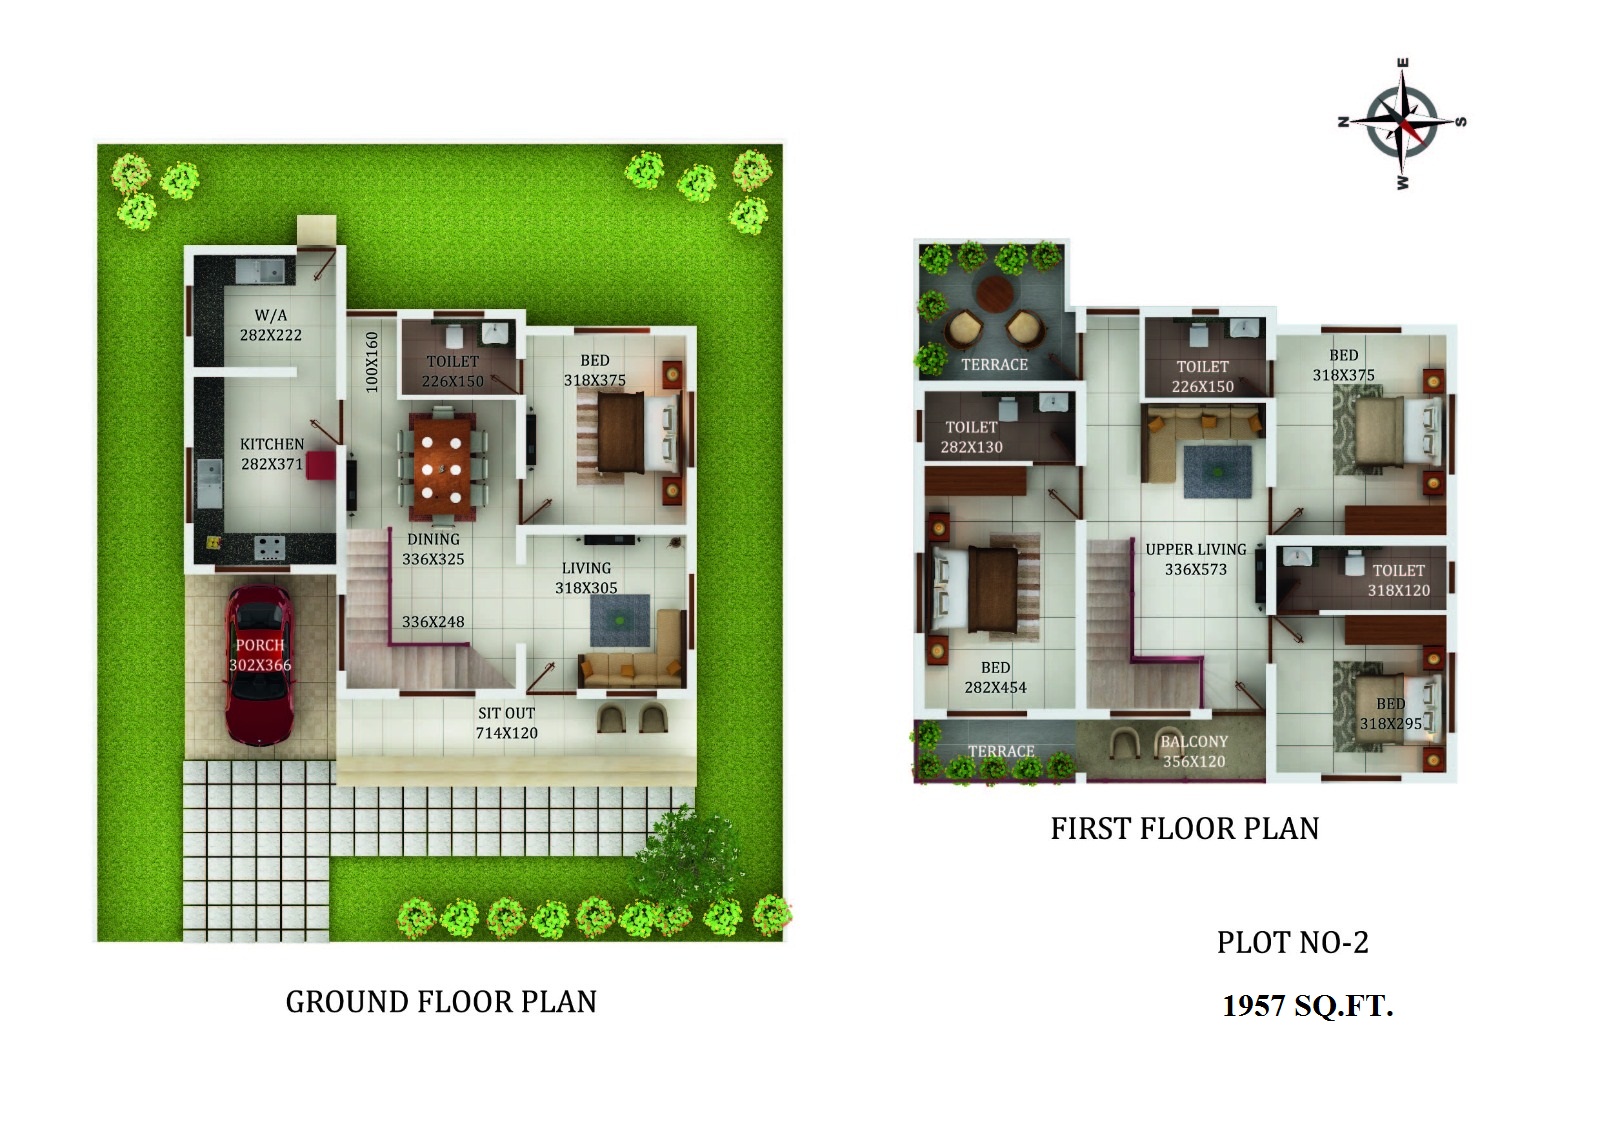 E
N
S
W
W/A
282X222
100X160
TOILET
226X150
BED
318X375
KITCHEN
282X371
DINING
336X325
LIVING
318X305
336X248
PORCH
302X366
SIT OUT
714X120
GROUND FLOOR PLAN
TERRACE
TOILET
226X150
BED
318X375
TOILET
282X130
UPPER LIVING
336X573
TOILET
318X120
BED
282X454
BED
318X295
TERRACE
BALCONY
356X120
FIRST FLOOR PLAN
PLOT NO-2
1957 SQ.FT.